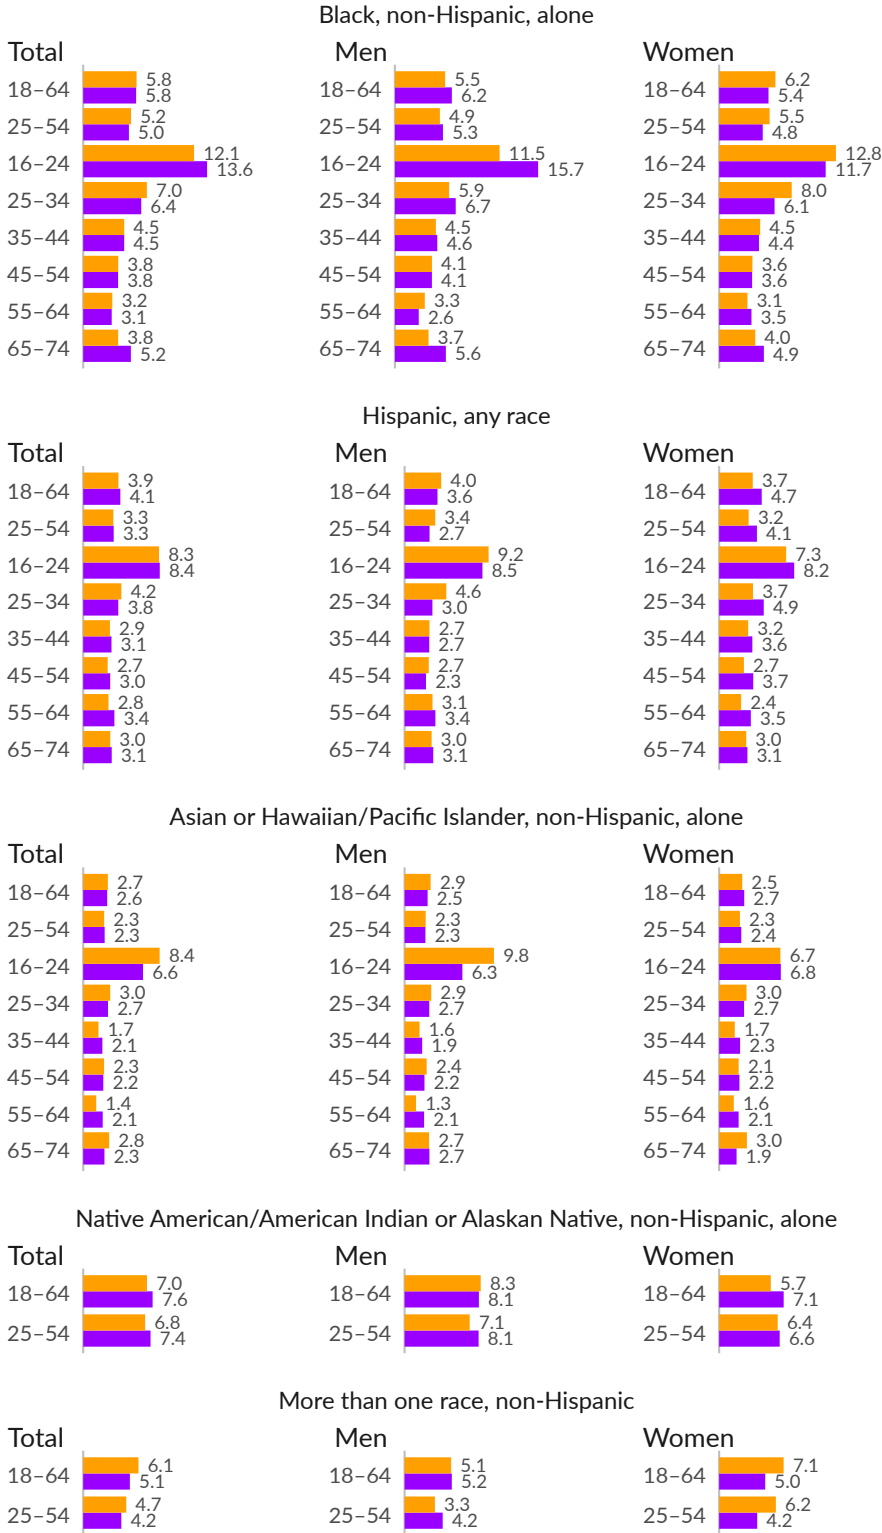 Black, non-Hispanic, alone
Total Men Women
18–64 5.8 5.8 18–64 5.5 6.2 18–64 6.2 5.4
25–54 5.2 5.0 25–54 4.9 5.3 25–54 5.5 4.8
16–24 12.1 13.6 16–24 11.5 15.7 16–24 12.8 11.7
25–34 7.0 6.4 25–34 5.9 6.7 25–34 8.0 6.1
35–44 4.5 4.5 35–44 4.5 4.6 35–44 4.5 4.4
45–54 3.8 3.8 45–54 4.1 4.1 45–54 3.6 3.6
55–64 3.2 3.1 55–64 3.3 2.6 55–64 3.1 3.5
65–74 3.8 5.2 65–74 3.7 5.6 65–74 4.0 4.9
Hispanic, any race
Total Men Women
18–64 3.9 4.1 18–64 4.0 3.6 18–64 3.7 4.7
25–54 3.3 3.3 25–54 3.4 2.7 25–54 3.2 4.1
16–24 8.3 8.4 16–24 9.2 8.5 16–24 7.3 8.2
25–34 4.2 3.8 25–34 4.6 3.0 25–34 3.7 4.9
35–44 2.9 3.1 35–44 2.7 2.7 35–44 3.2 3.6
45–54 2.7 3.0 45–54 2.7 2.3 45–54 2.7 3.7
55–64 2.8 3.4 55–64 3.1 3.4 55–64 2.4 3.5
65–74 3.0 3.1 65–74 3.0 3.1 65–74 3.0 3.1
Asian or Hawaiian/Pacific Islander, non-Hispanic, alone
Total Men Women
18–64 2.7 2.6 18–64 2.9 2.5 18–64 2.5 2.7
25–54 2.3 2.3 25–54 2.3 2.3 25–54 2.3 2.4
16–24 8.4 6.6 16–24 9.8 6.3 16–24 6.7 6.8
25–34 3.0 2.7 25–34 2.9 2.7 25–34 3.0 2.7
35–44 1.7 2.1 35–44 1.6 1.9 35–44 1.7 2.3
45–54 2.3 2.2 45–54 2.4 2.2 45–54 2.1 2.2
55–64 1.4 2.1 55–64 1.3 2.1 55–64 1.6 2.1
65–74 2.8 2.3 65–74 2.7 2.7 65–74 3.0 1.9
Native American/American Indian or Alaskan Native, non-Hispanic, alone
Total Men Women
18–64 7.0 7.6 18–64 8.3 8.1 18–64 5.7 7.1
25–54 6.8 7.4 25–54 7.1 8.1 25–54 6.4 6.6
More than one race, non-Hispanic
Total Men Women
18–64 6.1 5.1 18–64 5.1 5.2 18–64 7.1 5.0
25–54 4.7 4.2 25–54 3.3 4.2 25–54 6.2 4.2